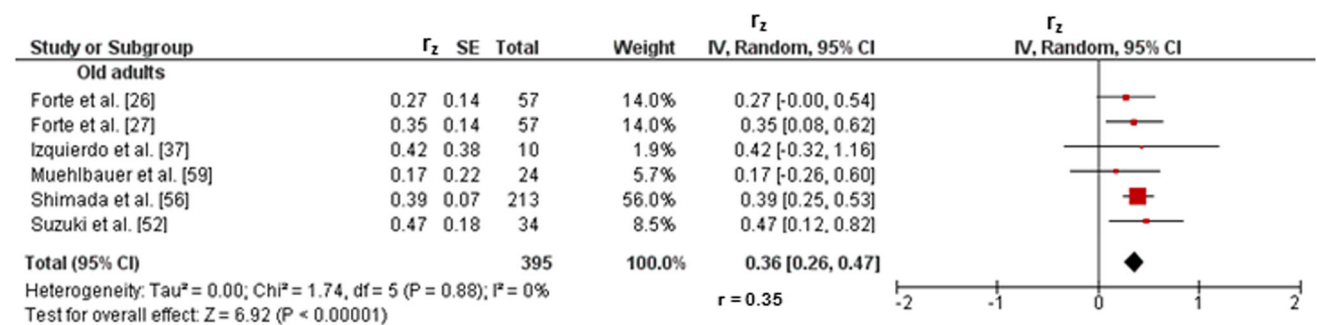 r_z r_z
Study or Subgroup r_z SE Total Weight IV, Random, 95% CI IV, Random, 95% CI
Old adults
Forte et al. [26] 0.27 0.14 57 14.0% 0.27 [-0.00, 0.54]
Forte et al. [27] 0.35 0.14 57 14.0% 0.35 [0.08, 0.62]
Izquierdo et al. [37] 0.42 0.38 10 1.9% 0.42 [-0.32, 1.16]
Muehlbauer et al. [59] 0.17 0.22 24 5.7% 0.17 [-0.26, 0.60]
Shimada et al. [56] 0.39 0.07 213 56.0% 0.39 [0.25, 0.53]
Suzuki et al. [52] 0.47 0.18 34 8.5% 0.47 [0.12, 0.82]
Total (95% CI) 395 100.0% 0.36 [0.26, 0.47]
Heterogeneity: Tau² = 0.00; Chi² = 1.74, df = 5 (P = 0.88); I² = 0%
r = 0.35
-2 -1 0 1 2
Test for overall effect: Z = 6.92 (P < 0.00001)